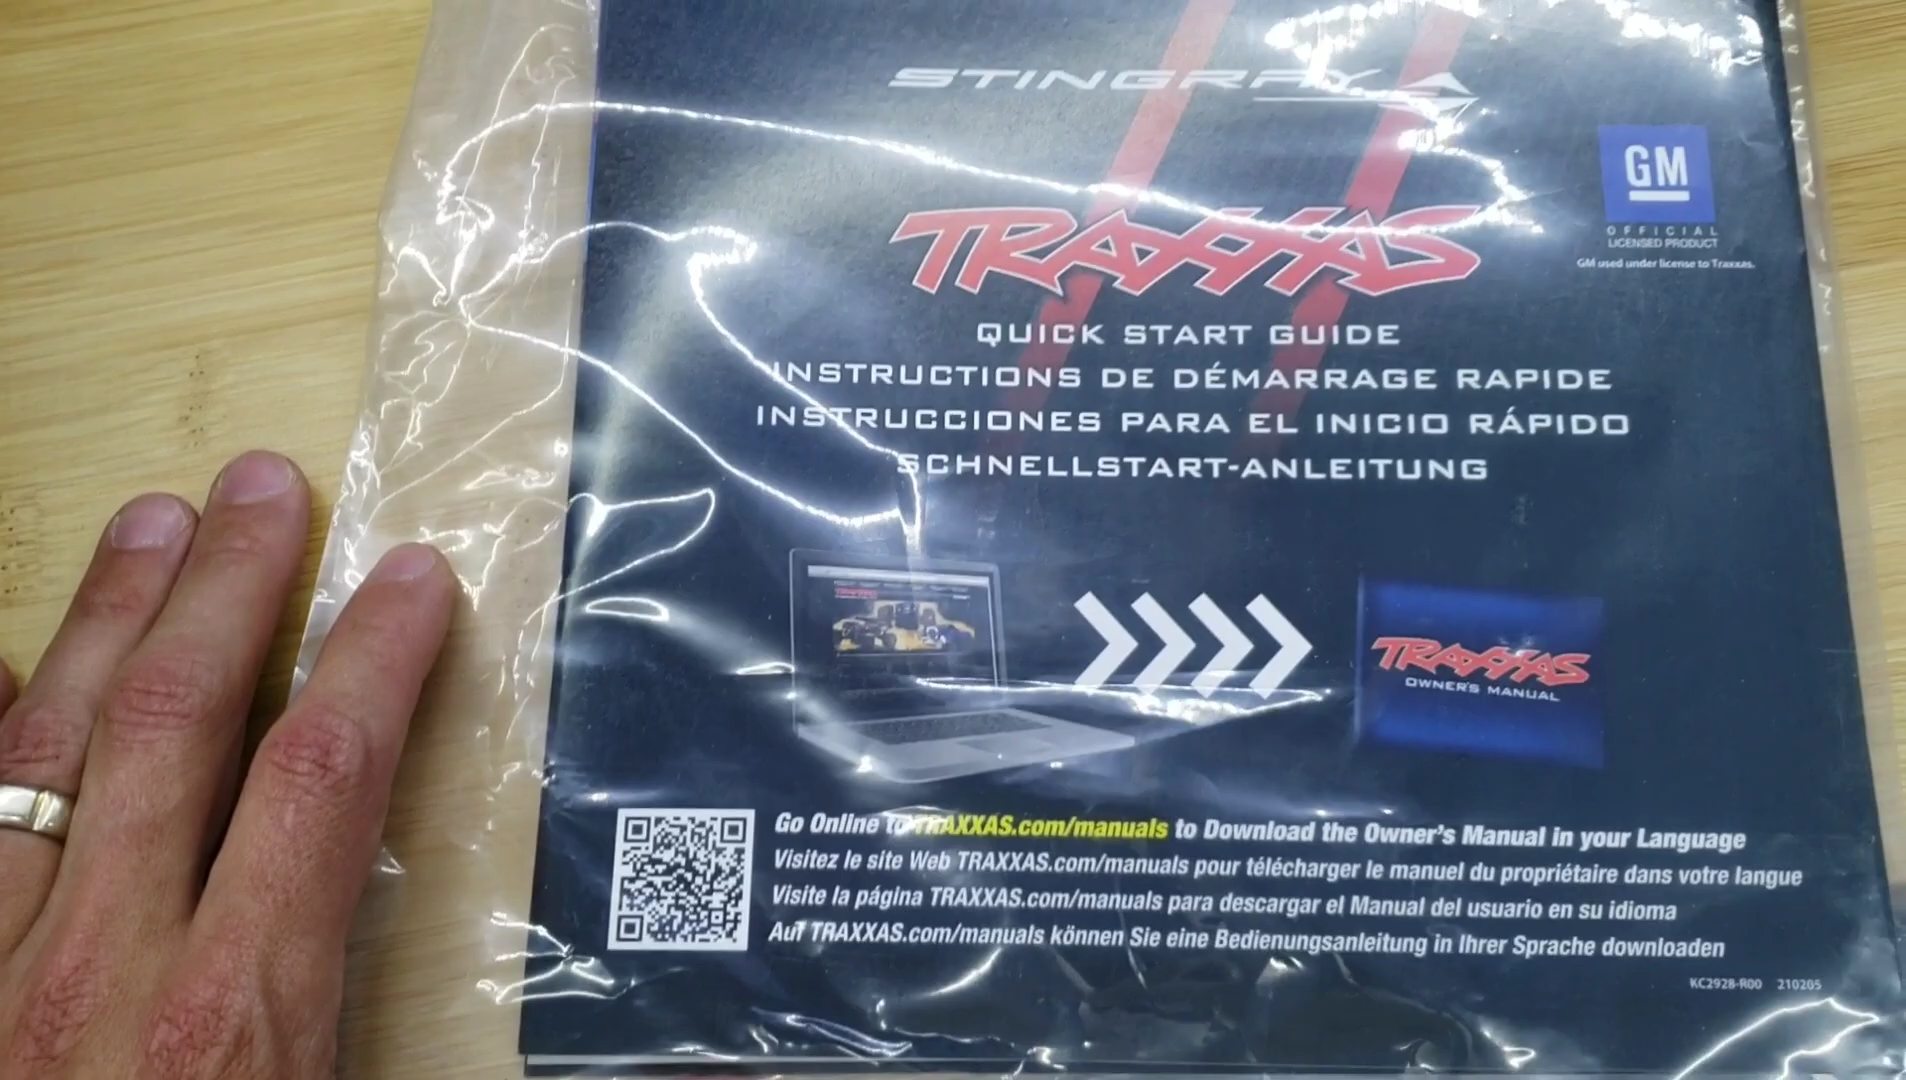 STINGRAY
GM
OFFICIAL
LICENSED PRODUCT
GM used under license to Traxxas.
TRAXXAS
QUICK START GUIDE
INSTRUCTIONS DE DÉMARRAGE RAPIDE
INSTRUCCIONES PARA EL INICIO RÁPIDO
SCHNELLSTART-ANLEITUNG
TRAXXAS
OWNER'S MANUAL
Go Online to TRAXXAS.com/manuals to Download the Owner's Manual in your Language
Visitez le site Web TRAXXAS.com/manuals pour télécharger le manuel du propriétaire dans votre langue
Visite la página TRAXXAS.com/manuals para descargar el Manual del usuario en su idioma
Auf TRAXXAS.com/manuals können Sie eine Bedienungsanleitung in Ihrer Sprache downloaden
KC2928-R00 210205